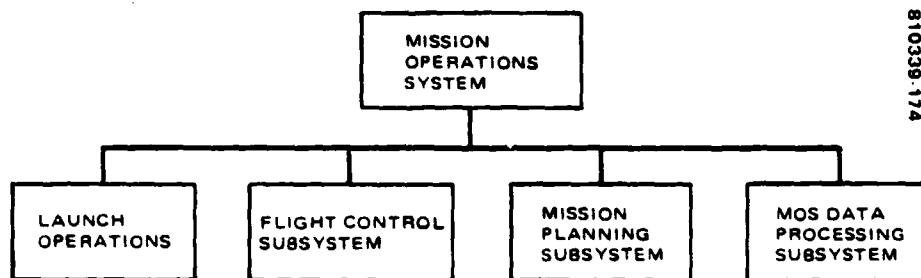 MISSION
OPERATIONS
SYSTEM
810339-174
LAUNCH
OPERATIONS
FLIGHT CONTROL
SUBSYSTEM
MISSION
PLANNING
SUBSYSTEM
MOS DATA
PROCESSING
SUBSYSTEM